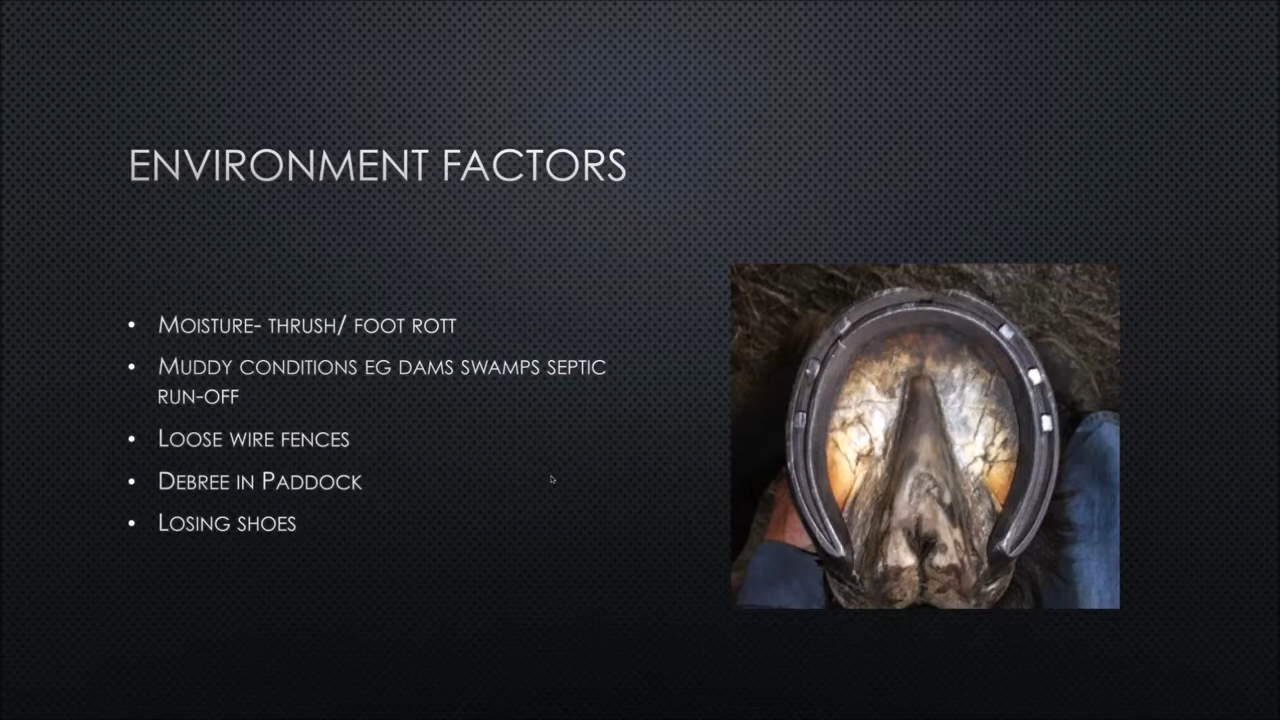 ENVIRONMENT FACTORS
• MOISTURE- THRUSH/ FOOT ROTT
• MUDDY CONDITIONS EG DAMS SWAMPS SEPTIC
RUN-OFF
• LOOSE WIRE FENCES
• DEBREE IN PADDOCK
• LOSING SHOES